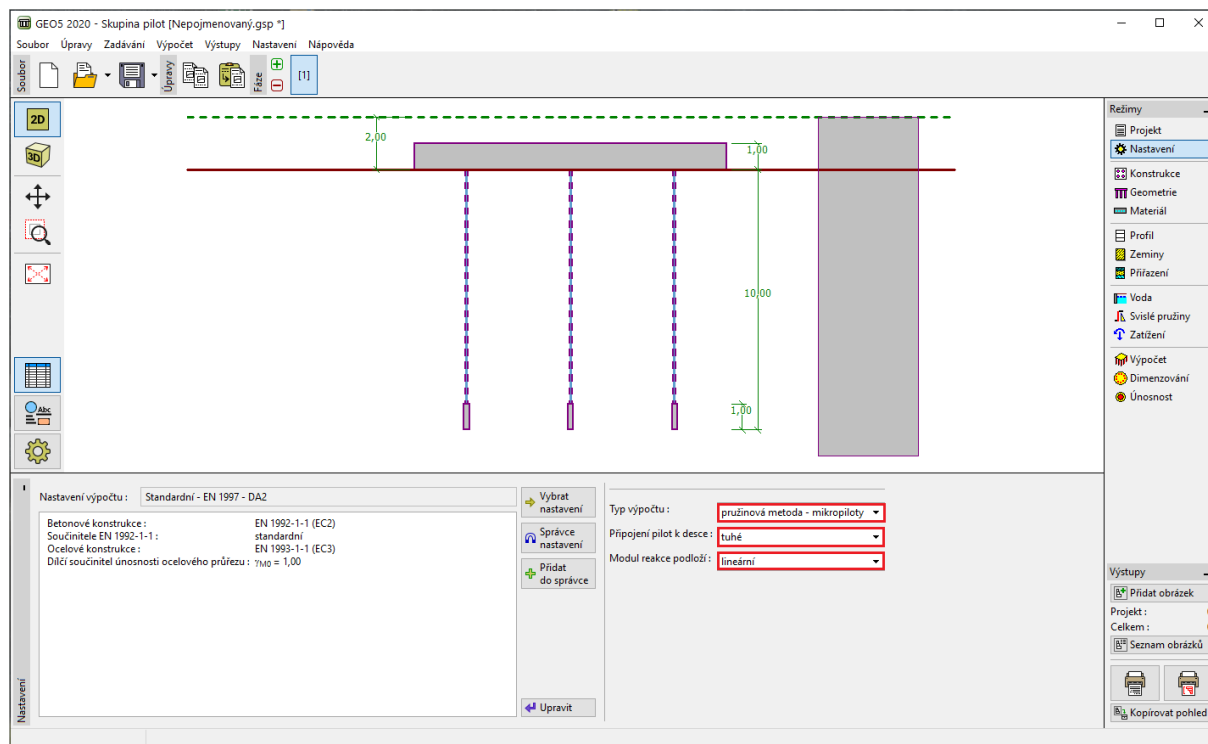 GEO5 2020 - Skupina pilot [Nepojmenovaný.gsp *]
Soubor Úpravy Zadávání Výpočet Výstupy Nastavení Nápověda
Soubor
Úpravy
Fáze
[1]
2D
3D
Abc
2,00
1,00
10,00
1,00
Režimy
Projekt
Nastavení
Konstrukce
Geometrie
Materiál
Profil
Zeminy
Přiřazení
Voda
Svislé pružiny
Zatížení
Výpočet
Dimenzování
Únosnost
Nastavení
Nastavení výpočtu : Standardní - EN 1997 - DA2
Betonové konstrukce : EN 1992-1-1 (EC2)
Součinitele EN 1992-1-1 : standardní
Ocelové konstrukce : EN 1993-1-1 (EC3)
Dílčí součinitel únosnosti ocelového průřezu : γM0 = 1,00
Vybrat
nastavení
Správce
nastavení
Přidat
do správce
Upravit
Typ výpočtu : pružinová metoda - mikropiloty
Připojení pilot k desce : tuhé
Modul reakce podloží : lineární
Výstupy
Přidat obrázek
Projekt :
Celkem :
Seznam obrázků
Kopírovat pohled